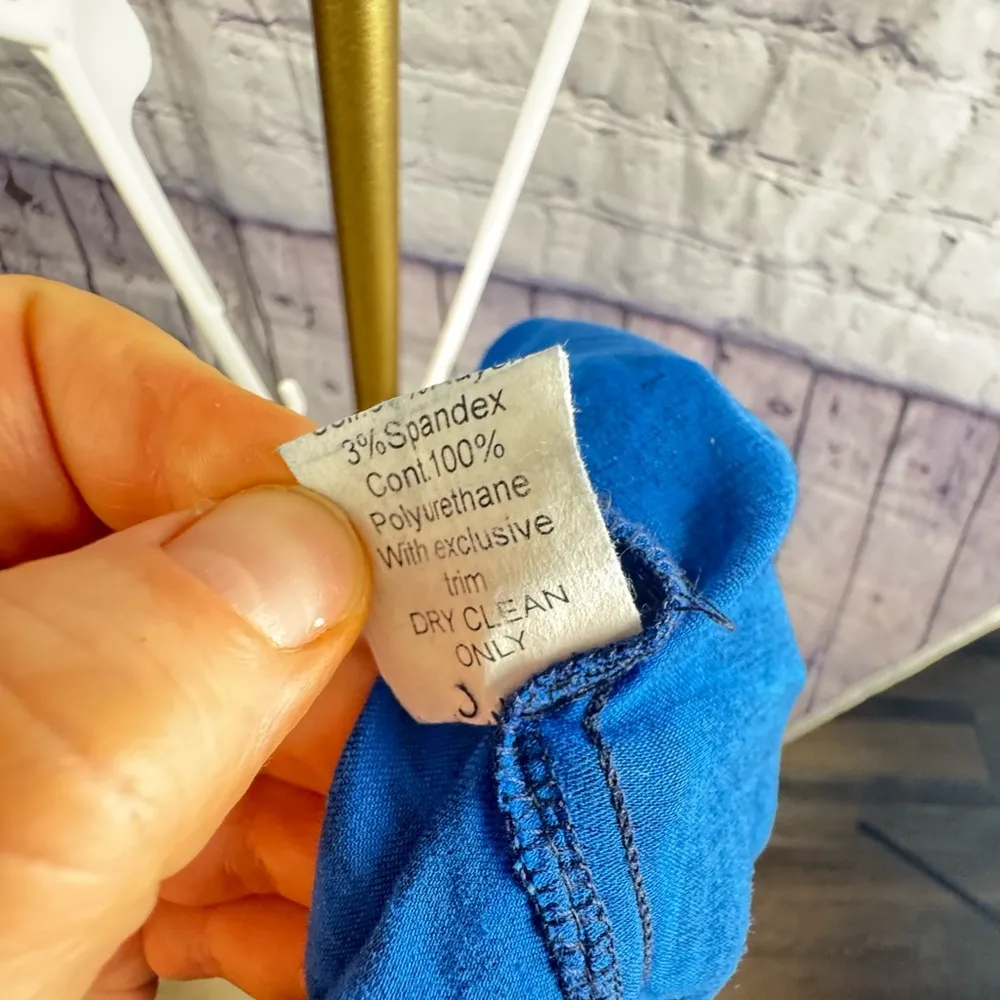 3%Spandex
Cont.100%
Polyurethane
With exclusive
trim
DRY CLEAN
ONLY
J